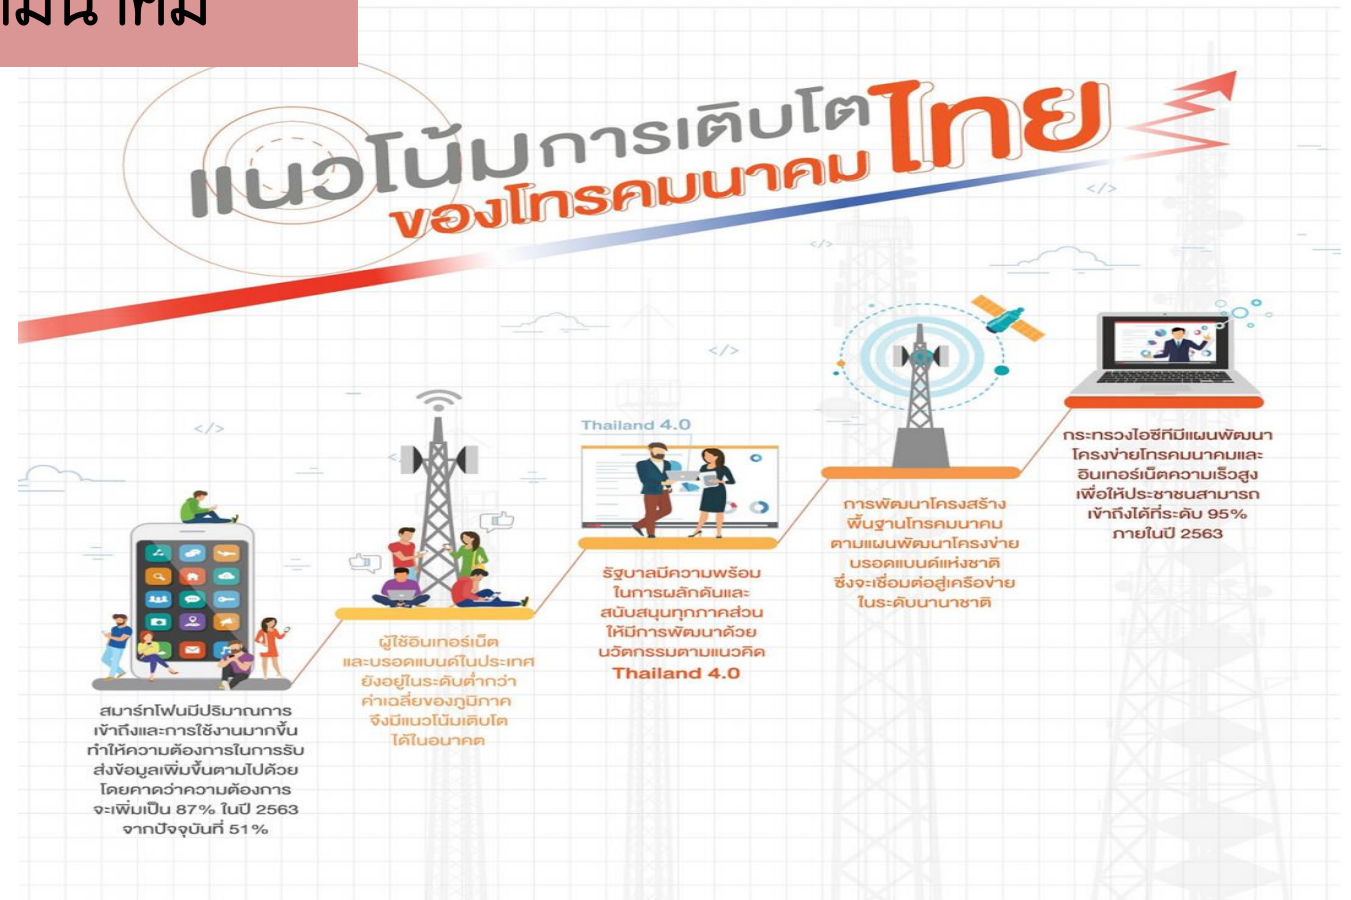 แนวโน้มการเติบโต
ของโทรคมนาคม ไทย
</>
</>
</>
</>
Thailand 4.0
สมาร์ทโฟนมีปริมาณการ
เข้าถึงและการใช้งานมากขึ้น
ทำให้ความต้องการในการรับ
ส่งข้อมูลเพิ่มขึ้นตามไปด้วย
โดยคาดว่าความต้องการ
จะเพิ่มเป็น 87% ในปี 2563
จากปัจจุบันที่ 51%
ผู้ใช้อินเทอร์เน็ต
และบรอดแบนด์ในประเทศ
ยังอยู่ในระดับต่ำกว่า
ค่าเฉลี่ยของภูมิภาค
จึงมีแนวโน้มเติบโต
ได้ในอนาคต
รัฐบาลมีความพร้อม
ในการผลักดันและ
สนับสนุนทุกภาคส่วน
ให้มีการพัฒนาด้วย
นวัตกรรมตามแนวคิด
Thailand 4.0
การพัฒนาโครงสร้าง
พื้นฐานโทรคมนาคม
ตามแผนพัฒนาโครงข่าย
บรอดแบนด์แห่งชาติ
ซึ่งจะเชื่อมต่อสู่เครือข่าย
ในระดับนานาชาติ
กระทรวงไอซีทีมีแผนพัฒนา
โครงข่ายโทรคมนาคมและ
อินเทอร์เน็ตความเร็วสูง
เพื่อให้ประชาชนสามารถ
เข้าถึงได้ที่ระดับ 95%
ภายในปี 2563